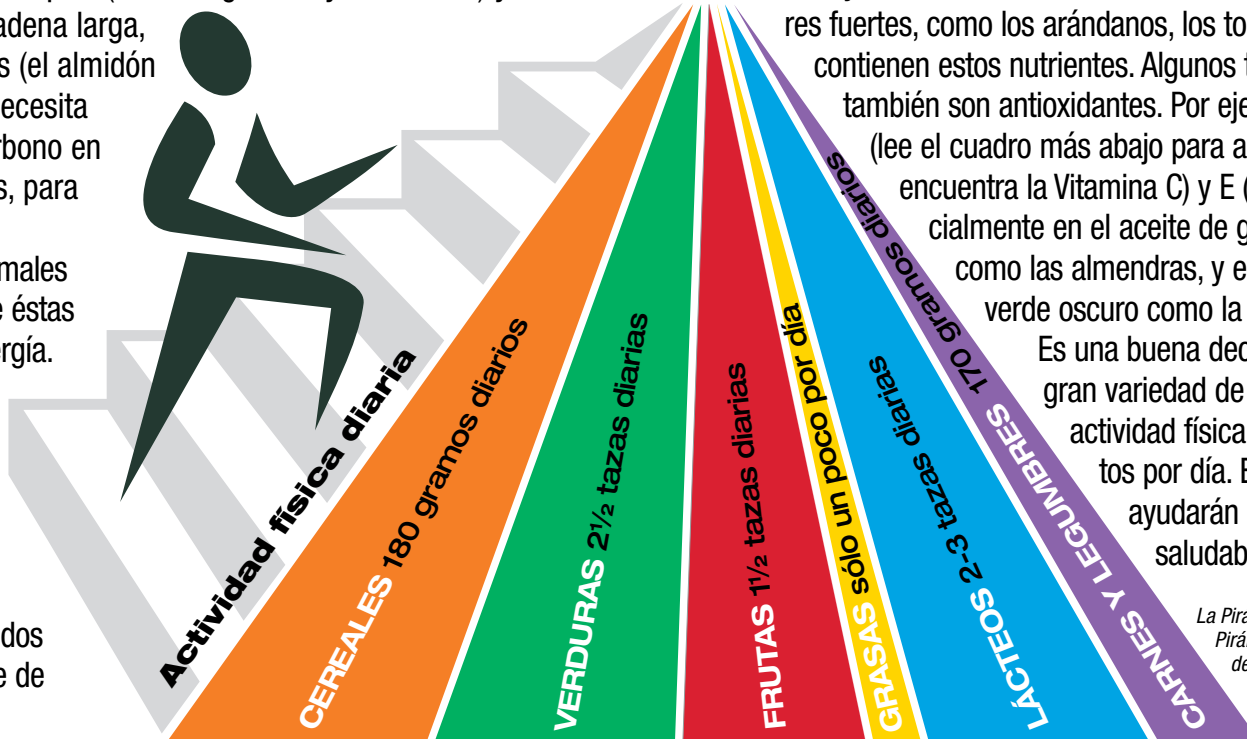 adena larga,
s (el almidón
ecesita
rbono en
s, para
males
e éstas
ergía.
dos
e de
Actividad física diaria
CEREALES 180 gramos diarios
VERDURAS 2½ tazas diarias
FRUTAS 1½ tazas diarias
GRASAS sólo un poco por día
LÁCTEOS 2-3 tazas diarias
CARNES Y LEGUMBRES 170 gramos diarios
res fuertes, como los arándanos, los to
contienen estos nutrientes. Algunos t
también son antioxidantes. Por eje
(lee el cuadro más abajo para a
encuentra la Vitamina C) y E (
cialmente en el aceite de g
como las almendras, y e
verde oscuro como la
Es una buena dec
gran variedad de
actividad física
tos por día. E
ayudarán
saludab
La Pirá
Pirá
de